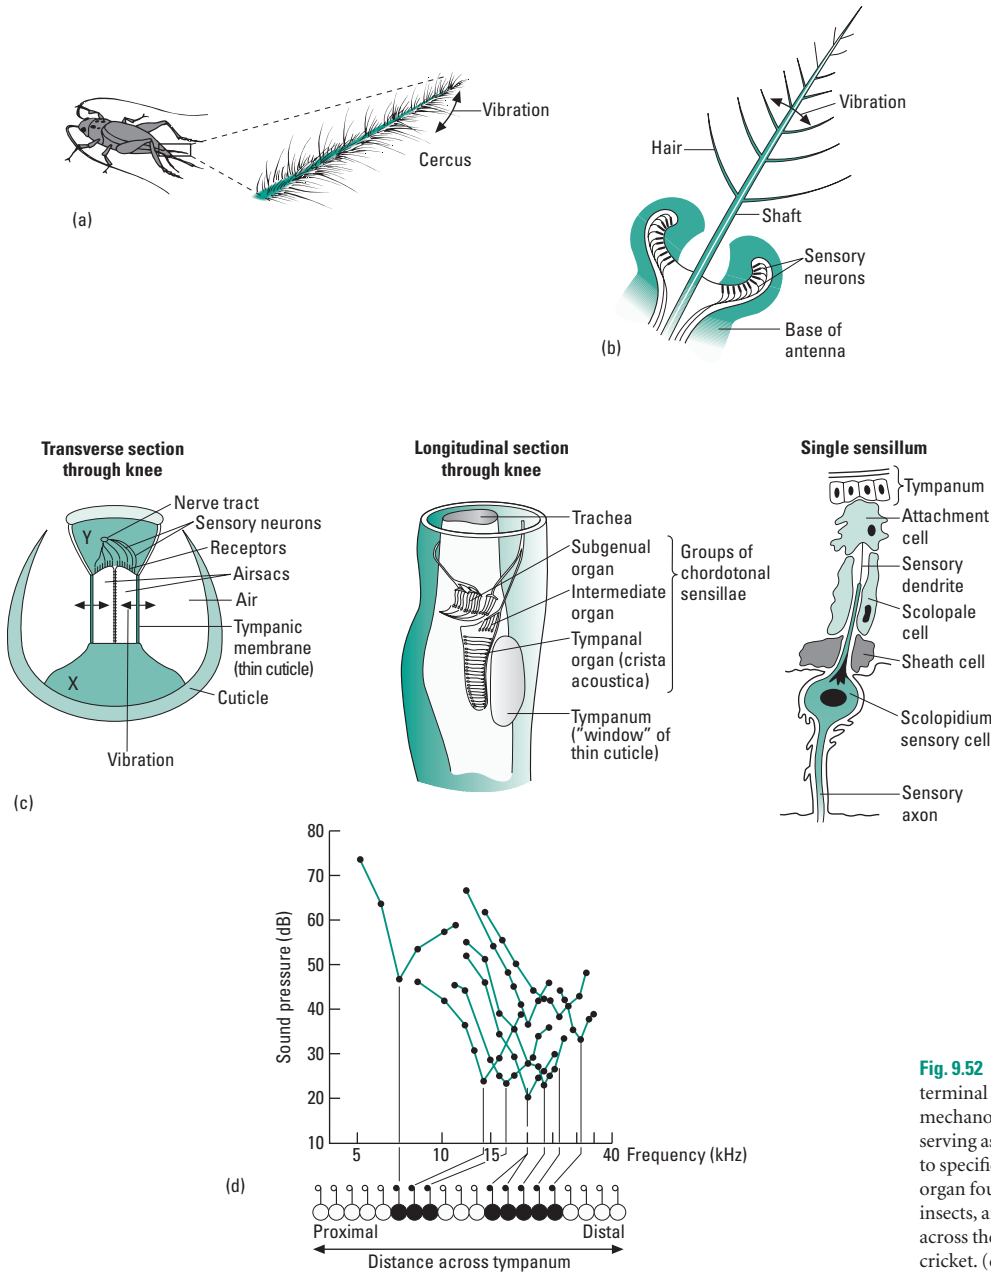 Vibration
Cercus
(a)
Vibration
Hair
Shaft
Sensory
neurons
Base of
antenna
(b)
Transverse section
through knee
Nerve tract
Sensory neurons
Y
Receptors
Airsacs
Air
Tympanic
membrane
(thin cuticle)
X
Cuticle
Vibration
(c)
Longitudinal section
through knee
Trachea
Subgenual
organ
Intermediate
organ
Tympanal
organ (crista
acoustica)
Groups of
chordotonal
sensillae
Tympanum
("window" of
thin cuticle)
Single sensillum
Tympanum
Attachment
cell
Sensory
dendrite
Scolopale
cell
Sheath cell
Scolopidium
sensory cell
Sensory
axon
80
70
60
50
40
30
20
10
Sound pressure (dB)
5 10 15 40 Frequency (kHz)
(d)
Proximal Distal
Distance across tympanum
Fig. 9.52
terminal
mechano
serving as
to specific
organ fou
insects, a
across the
cricket. (